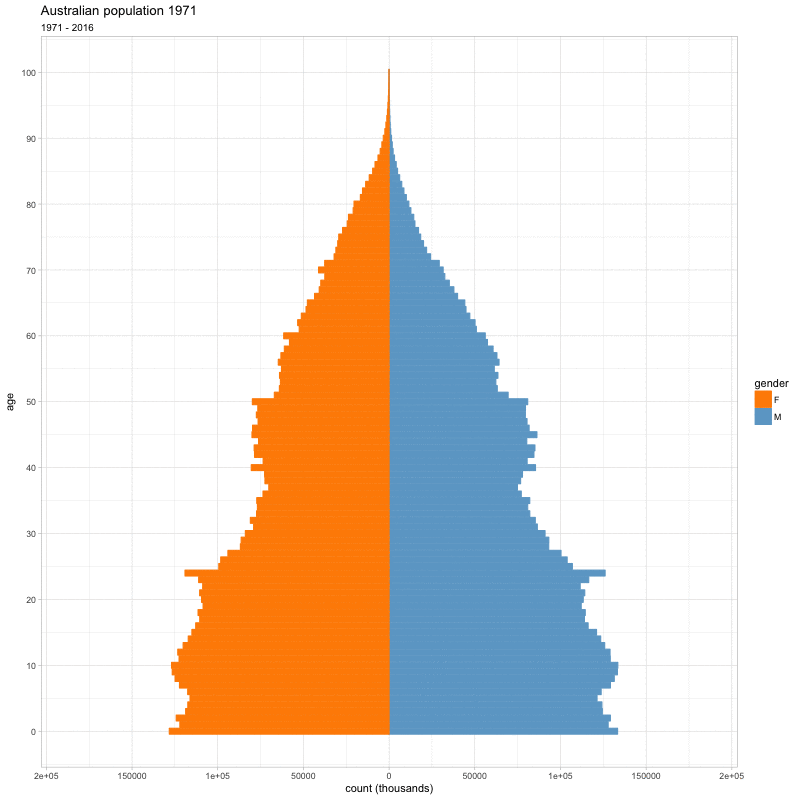 Australian population 1971
1971 - 2016
100
90
80
70
60
50
40
30
20
10
0
age
2e+05 150000 1e+05 50000 0 50000 1e+05 150000 2e+05
count (thousands)
gender
F
M